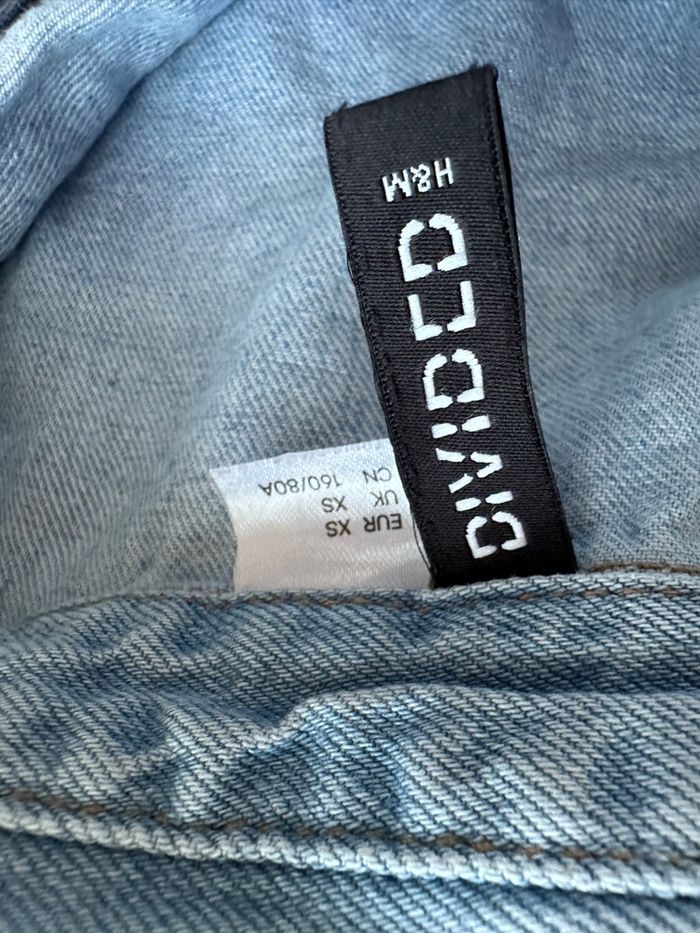 DIVIDED
H&M
EUR XS
UK XS
CN 160/80A